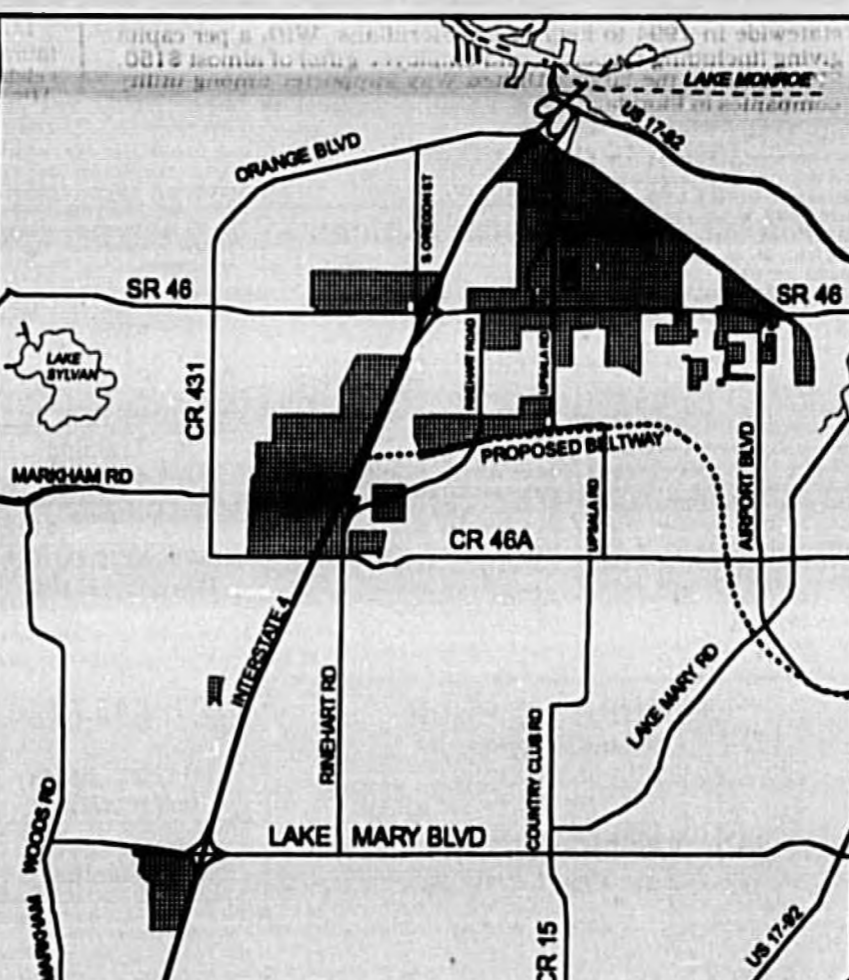 LAKE MONROE
US 17-92
ORANGE BLVD
S OREGON ST
SR 46
SR 46
LAKE
SYLVAN
CR 431
RINEHART ROAD
UPSALA RD
MARKHAM RD
PROPOSED BELTWAY
AIRPORT BLVD
UPSALA RD
CR 46A
INTERSTATE 4
RINEHART RD
LAKE MARY RD
COUNTRY CLUB RD
MARKHAM WOODS RD
LAKE MARY BLVD
CR 15
US 17-92